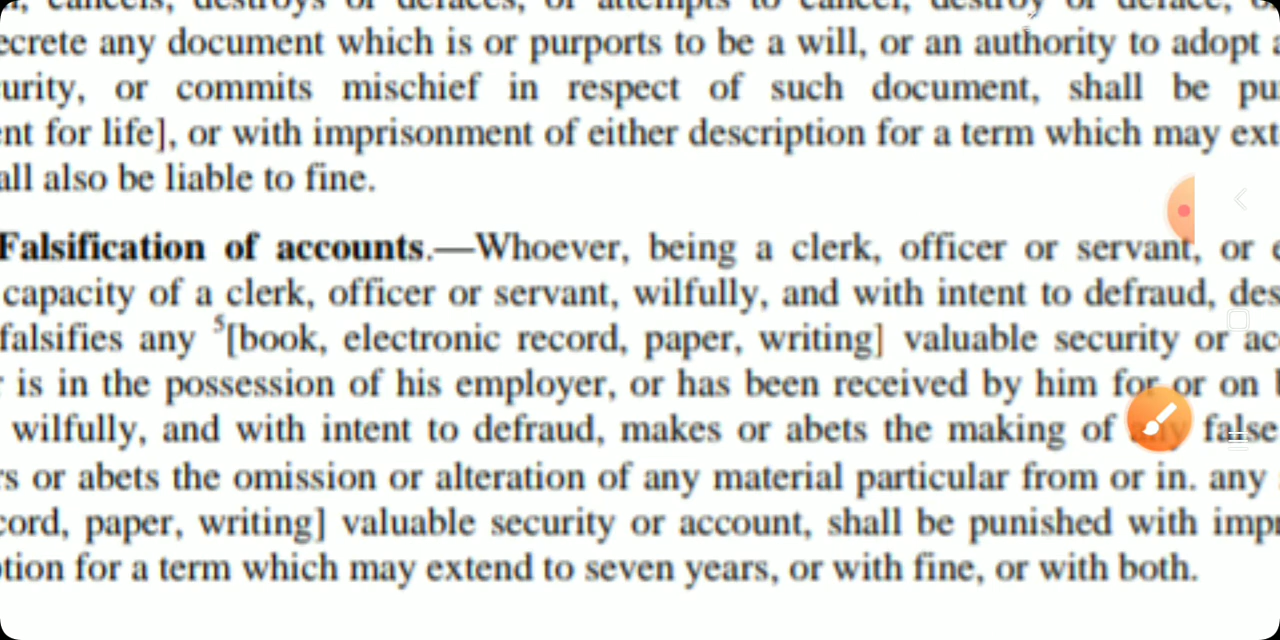 cancels, destroys or defaces, or attempts to cancel, destroy or deface,
ecrete any document which is or purports to be a will, or an authority to adopt a
urity, or commits mischief in respect of such document, shall be pu
ent for life], or with imprisonment of either description for a term which may ext
all also be liable to fine.
Falsification of accounts.—Whoever, being a clerk, officer or servant, or e
capacity of a clerk, officer or servant, wilfully, and with intent to defraud, des
falsifies any 5[book, electronic record, paper, writing] valuable security or acc
r is in the possession of his employer, or has been received by him for or on b
wilfully, and with intent to defraud, makes or abets the making of false
rs or abets the omission or alteration of any material particular from or in. any
cord, paper, writing] valuable security or account, shall be punished with impr
tion for a term which may extend to seven years, or with fine, or with both.